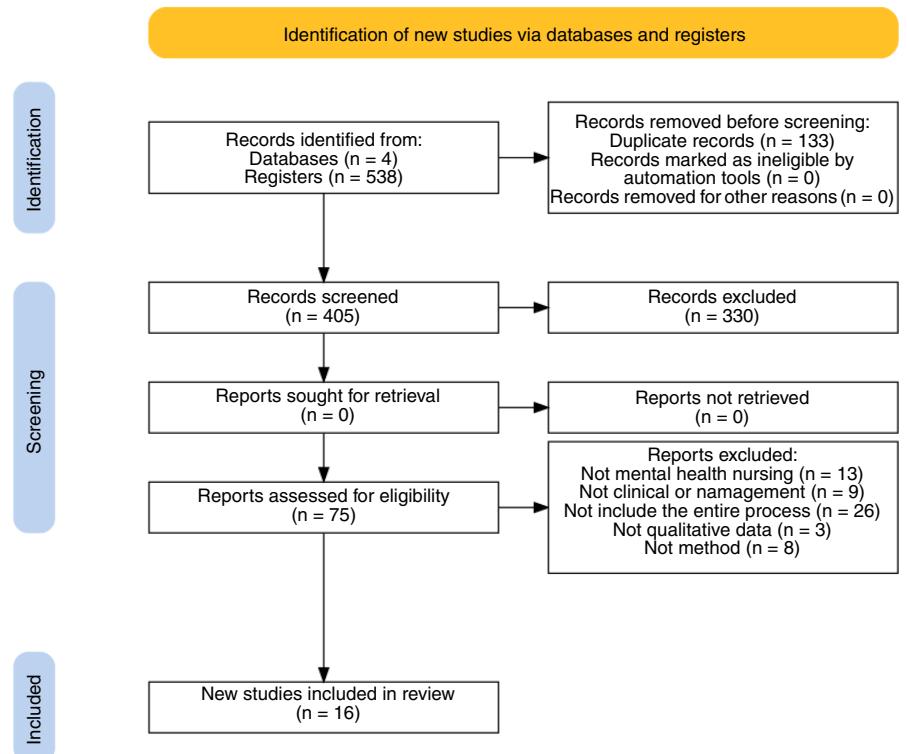 Identification of new studies via databases and registers
Identification
Records identified from:
Databases (n = 4)
Registers (n = 538)
Records removed before screening:
Duplicate records (n = 133)
Records marked as ineligible by
automation tools (n = 0)
Records removed for other reasons (n = 0)
Screening
Records screened
(n = 405)
Records excluded
(n = 330)
Reports sought for retrieval
(n = 0)
Reports not retrieved
(n = 0)
Reports assessed for eligibility
(n = 75)
Reports excluded:
Not mental health nursing (n = 13)
Not clinical or namagement (n = 9)
Not include the entire process (n = 26)
Not qualitative data (n = 3)
Not method (n = 8)
Included
New studies included in review
(n = 16)